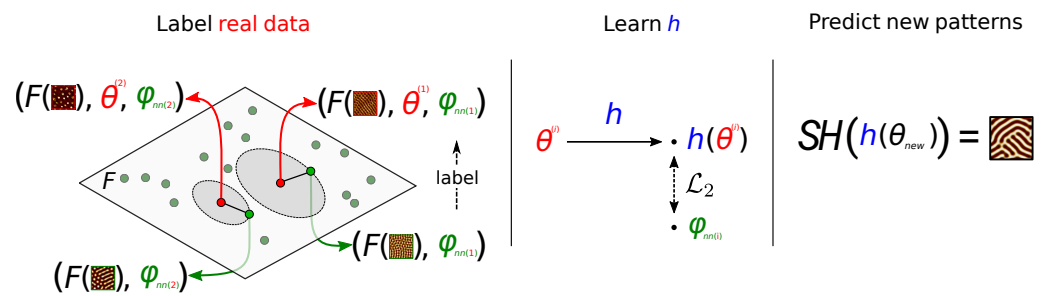 Label real data
Learn h
Predict new patterns
(F( ), θ⁽²⁾, φₙₙ₍₂₎)
(F( ), θ⁽¹⁾, φₙₙ₍₁₎)
F
label
(F( ), φₙₙ₍₁₎)
(F( ), φₙₙ₍₂₎)
θ⁽ⁱ⁾
h
h(θ⁽ⁱ⁾)
ℒ₂
φₙₙ₍ᵢ₎
SH(h(θₙₑw)) =